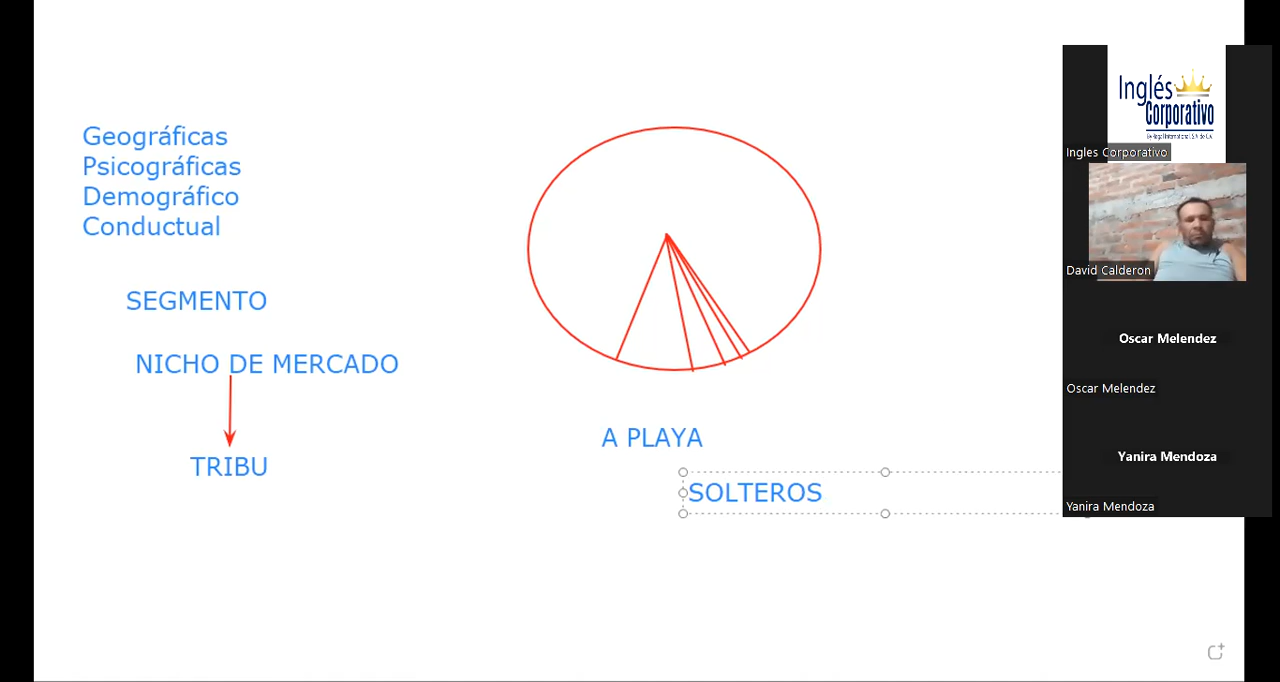 Geográficas
Psicográficas
Demográfico
Conductual
SEGMENTO
NICHO DE MERCADO
TRIBU
A PLAYA
SOLTEROS
Inglés
Corporativo
Ingles Corporativo
David Calderon
Oscar Melendez
Oscar Melendez
Yanira Mendoza
Yanira Mendoza